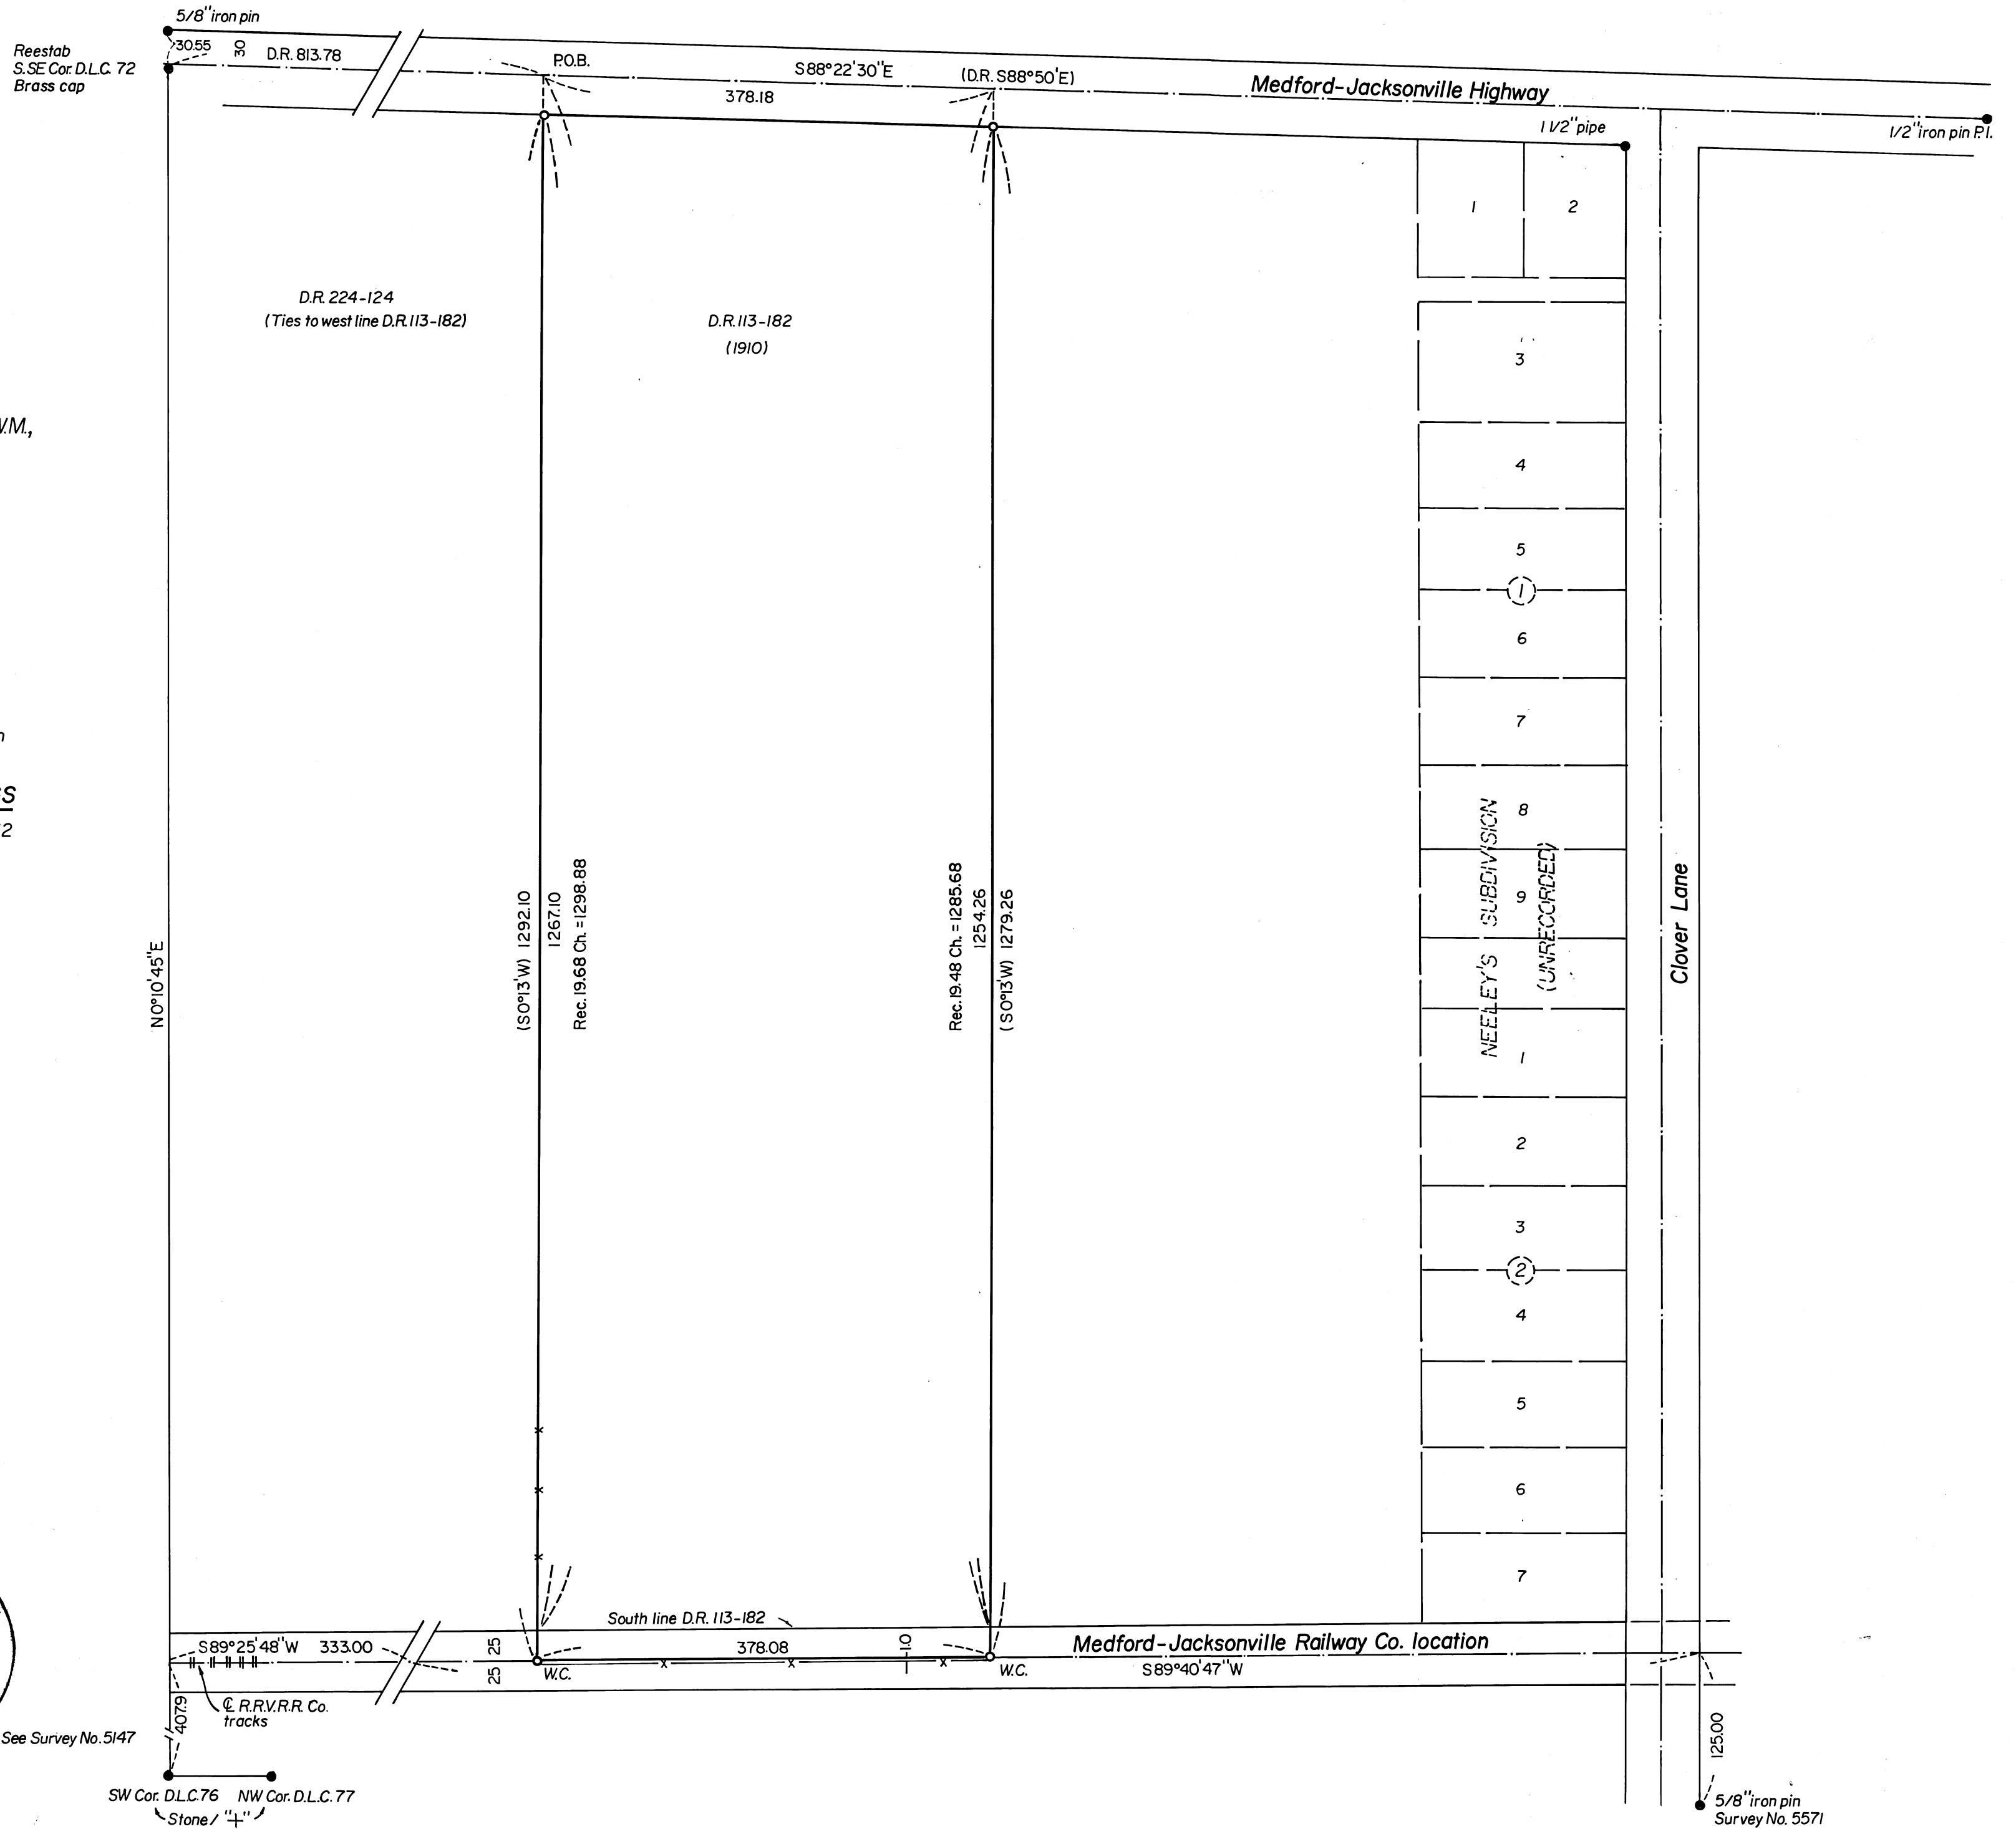 5/8" iron pin
Reestab
S.SE Cor. D.L.C. 72
Brass cap
30.55
30
D.R. 813.78
P.O.B.
S88°22'30"E
(D.R. S88°50'E)
378.18
Medford-Jacksonville Highway
1 1/2" pipe
1/2" iron pin P.I.
1
2
D.R. 224-124
(Ties to west line D.R. 113-182)
D.R. 113-182
(1910)
3
4
W.M.,
5
1
6
7
n
8
9
S
2
NEELEY'S SUBDIVISION
(UNRECORDED)
Clover Lane
N0°10'45"E
(S0°13'W) 1292.10
1267.10
Rec. 19.68 Ch. = 1298.88
Rec. 19.48 Ch. = 1285.68
1254.26
(S0°13'W) 1279.26
1
2
3
2
4
5
6
7
South line D.R. 113-182
S89°25'48"W 333.00
25
25
378.08
1.0
Medford-Jacksonville Railway Co. location
W.C.
W.C.
S89°40'47"W
℄ R.R.V.R.R. Co.
tracks
407.9
See Survey No. 5147
125.00
SW Cor. D.L.C. 76
NW Cor. D.L.C. 77
Stone/ "+"
5/8" iron pin
Survey No. 5571